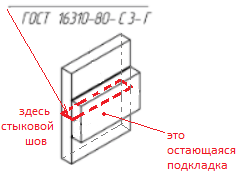 ГОСТ 16310-80-С3-Г
здесь
стыковой
шов
это
остающаяся
подкладка